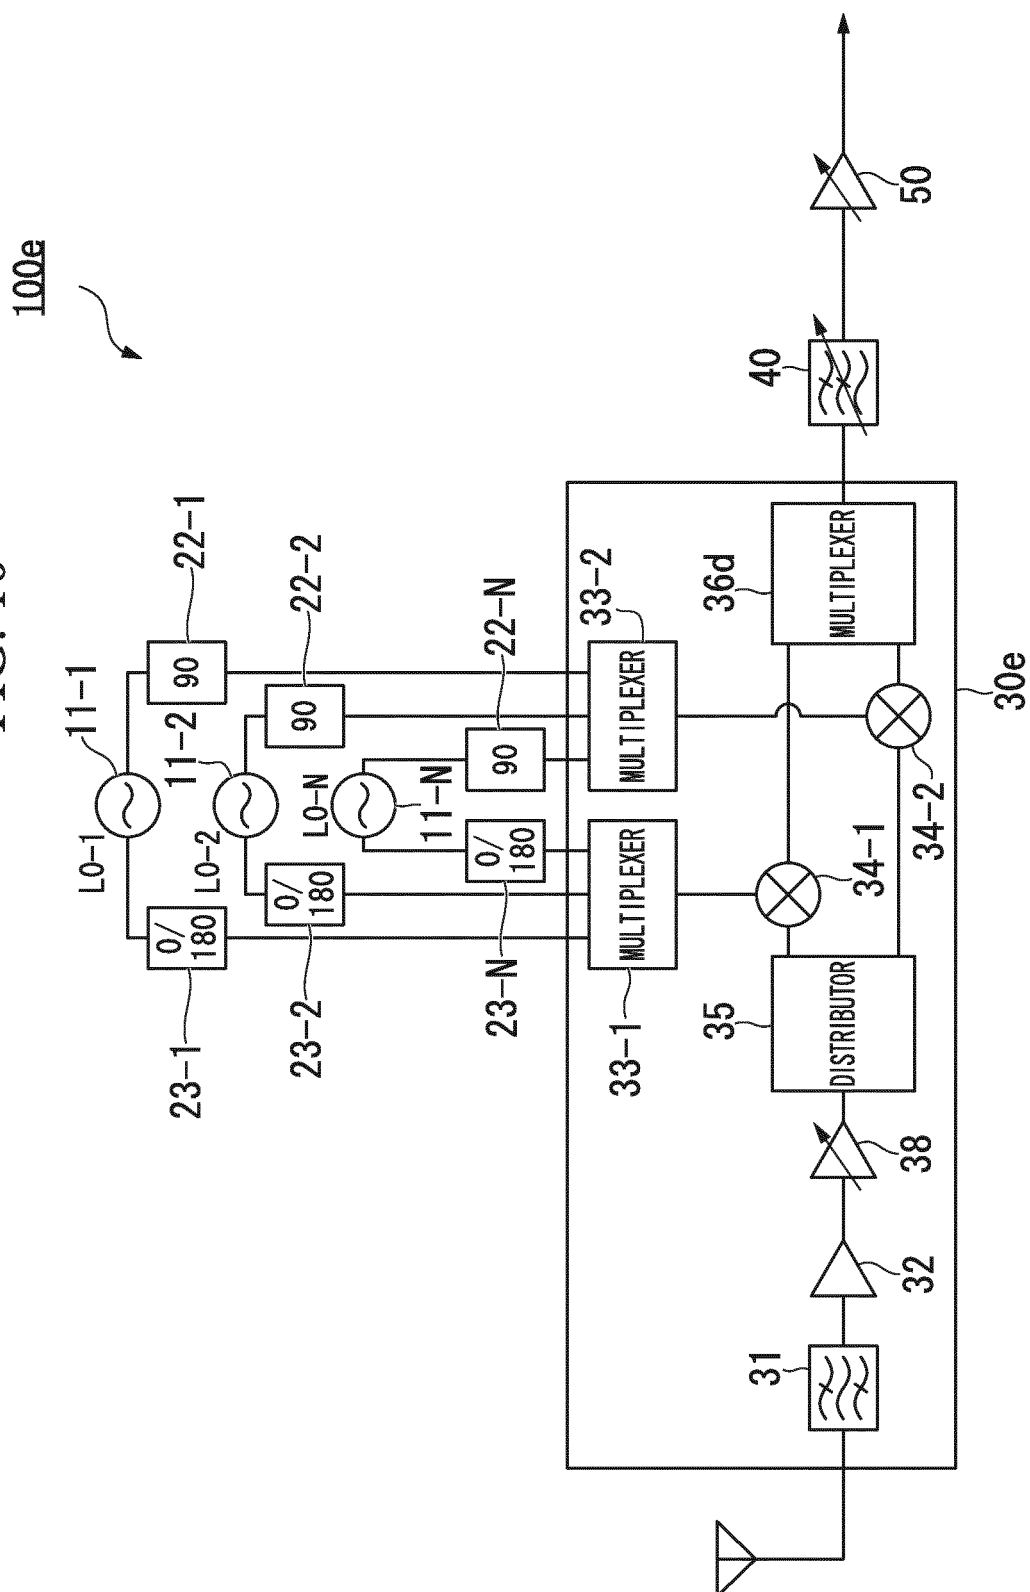 100e
11-1
22-1
LO-1
90
0/
180
23-1
11-2
22-2
LO-2
90
0/
180
23-2
LO-N
11-N
22-N
90
0/
180
23-N
33-1
MULTIPLEXER
33-2
MULTIPLEXER
31
32
38
35
DISTRIBUTOR
34-1
34-2
36d
MULTIPLEXER
30e
40
50